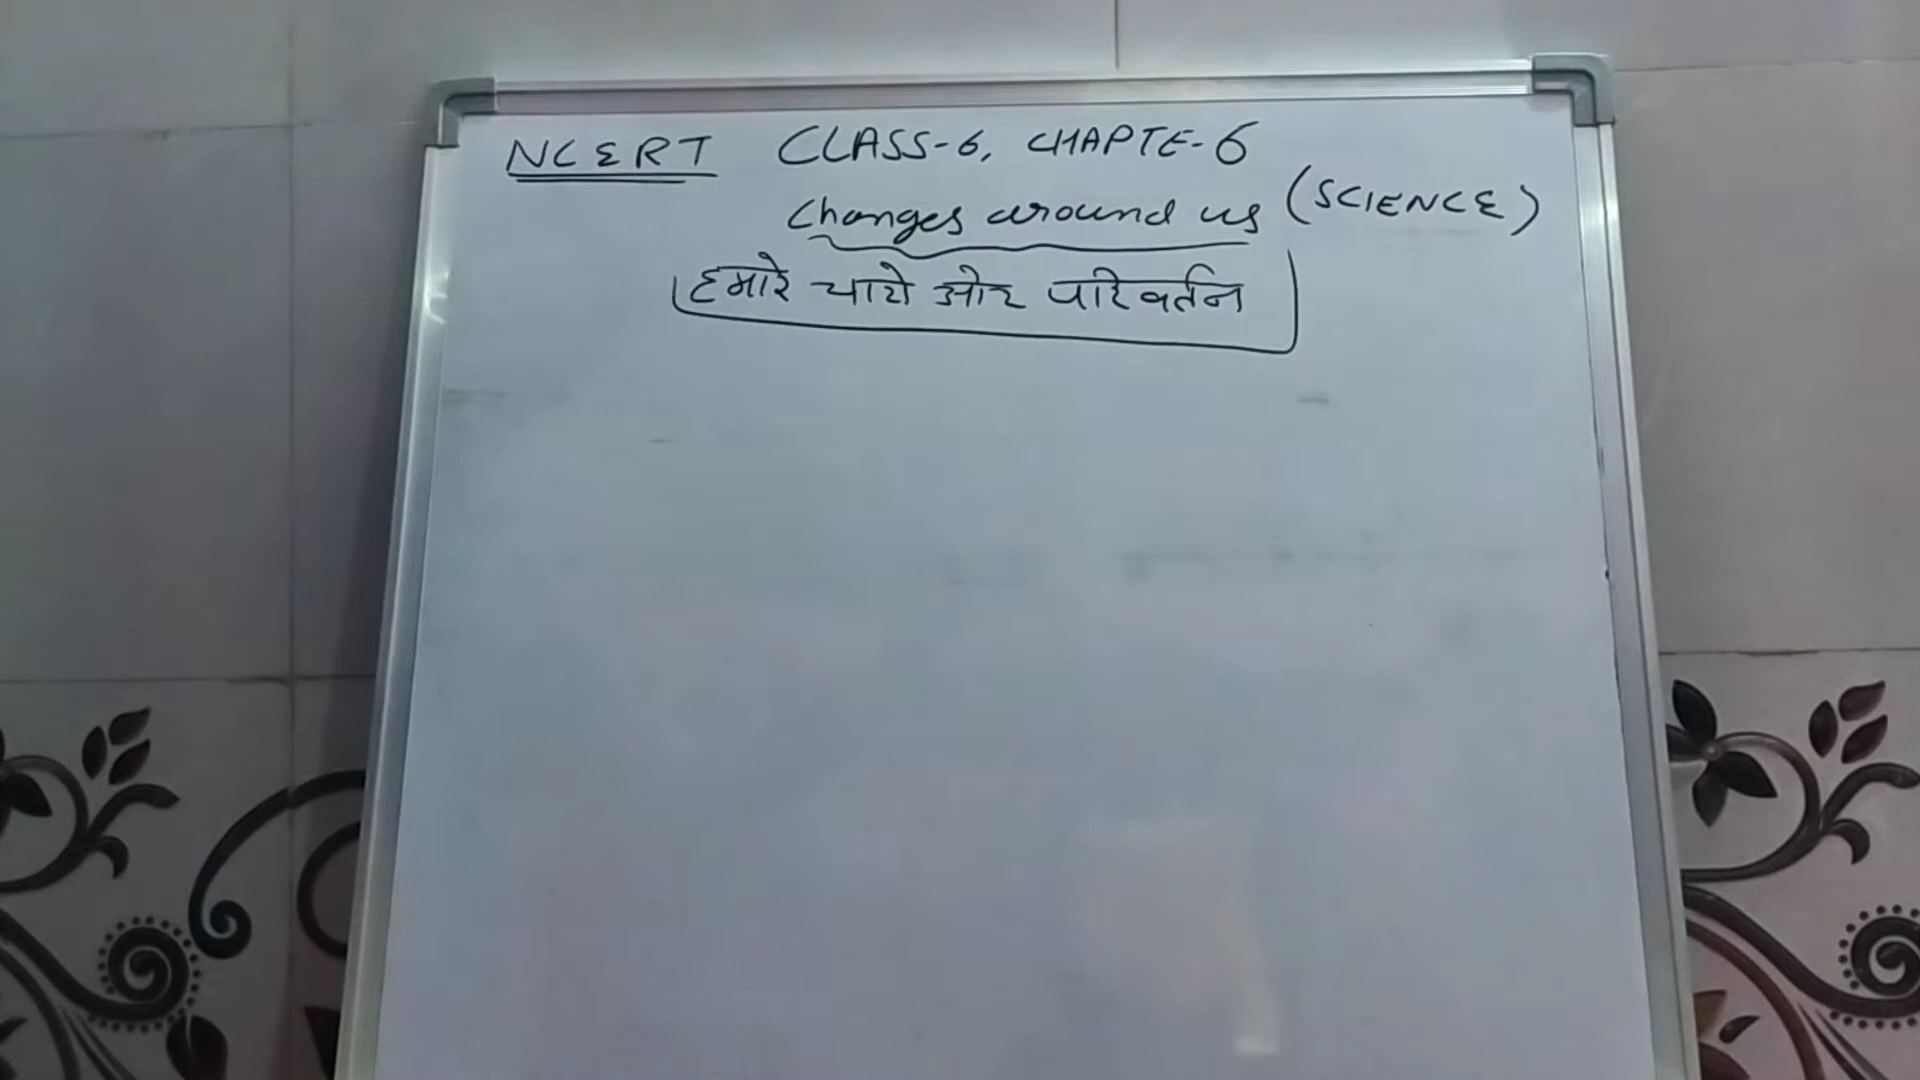 NCERT CLASS-6, CHAPTE-6
Changes around us (SCIENCE)
हमारे चारो ओर परिवर्तन